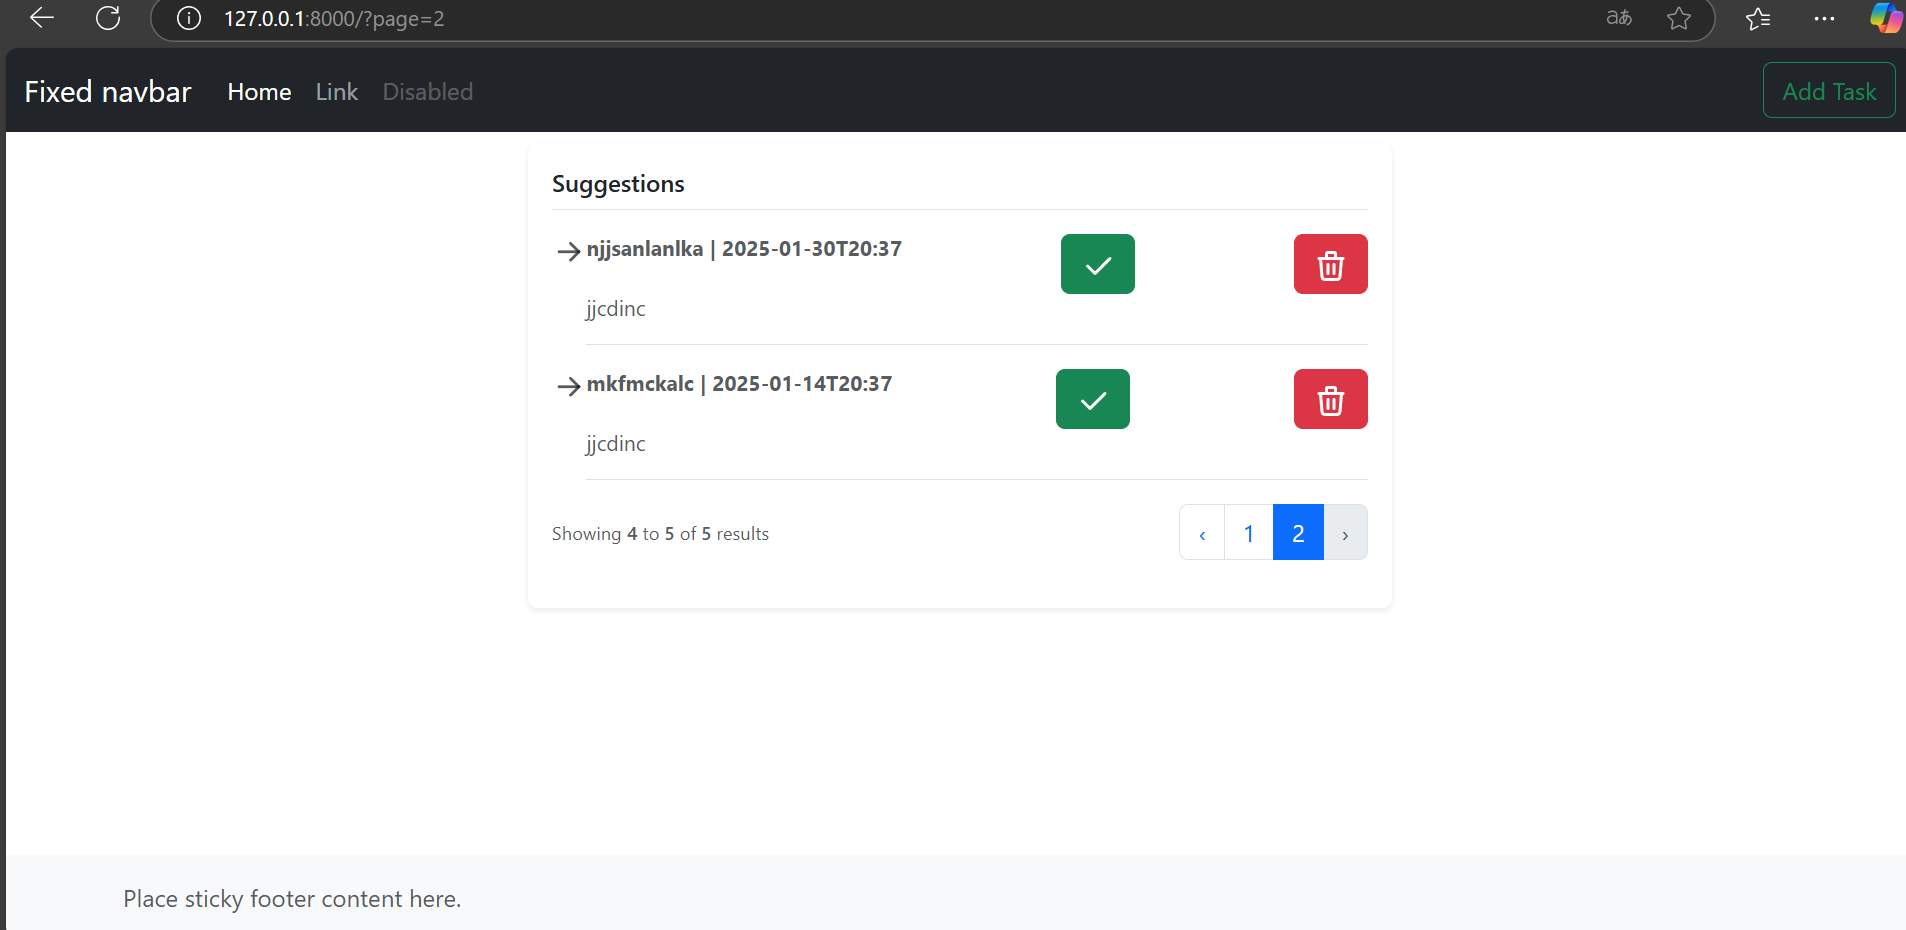 127.0.0.1:8000/?page=2
aあ
Fixed navbar Home Link Disabled Add Task
Suggestions
njjsanlanlka | 2025-01-30T20:37
jjcdinc
mkfmckalc | 2025-01-14T20:37
jjcdinc
Showing 4 to 5 of 5 results ‹ 1 2 ›
Place sticky footer content here.